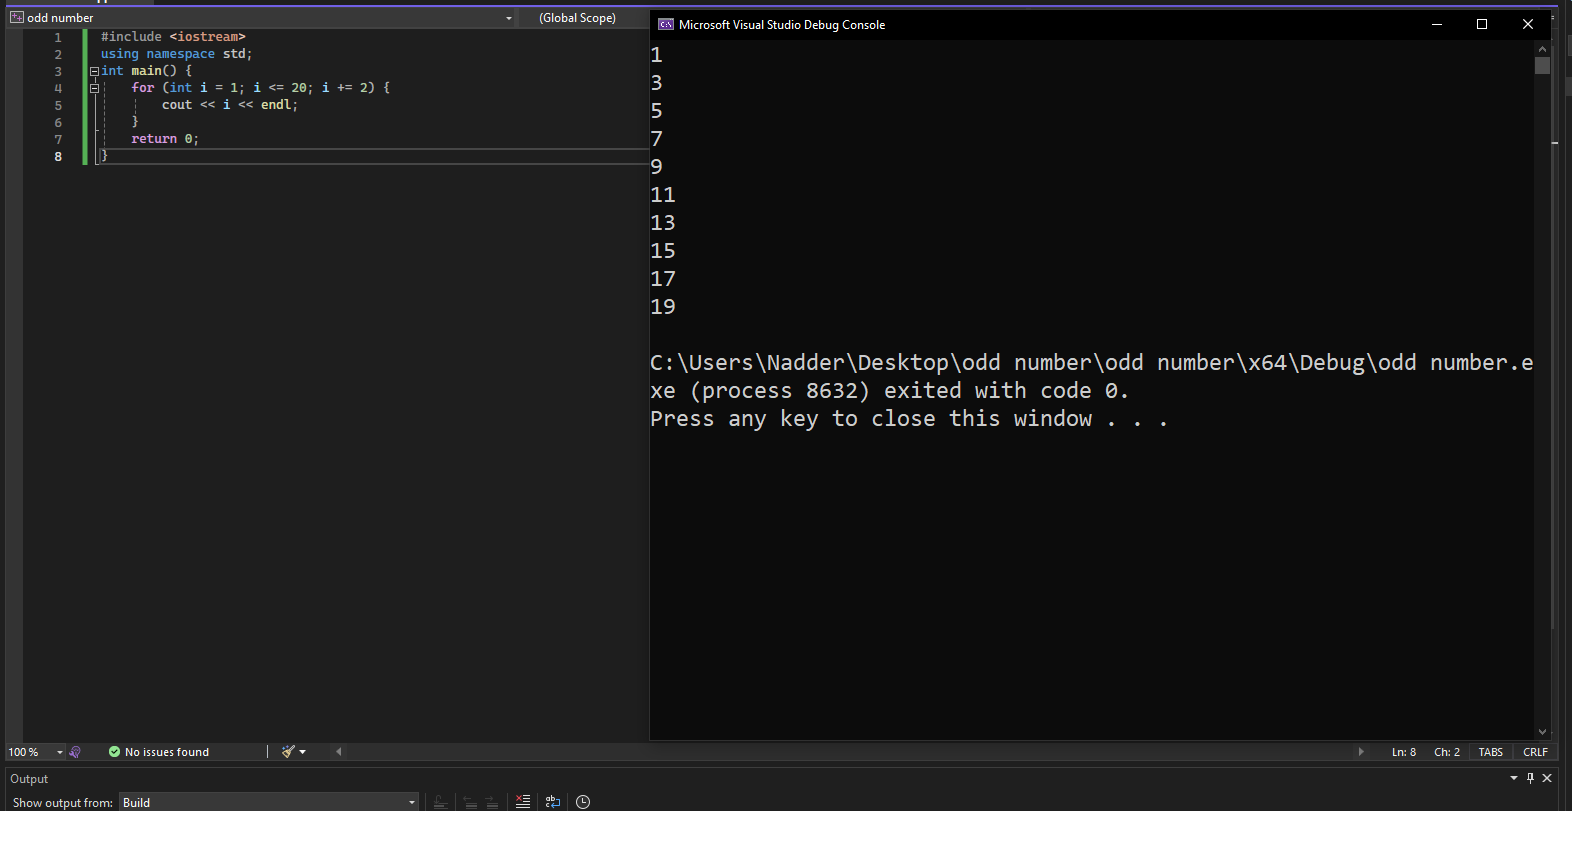 odd number
(Global Scope)
1 #include <iostream>
2 using namespace std;
3 int main() {
4 for (int i = 1; i <= 20; i += 2) {
5 cout << i << endl;
6 }
7 return 0;
8 }
Microsoft Visual Studio Debug Console
1
3
5
7
9
11
13
15
17
19
C:\Users\Nadder\Desktop\odd number\odd number\x64\Debug\odd number.e
xe (process 8632) exited with code 0.
Press any key to close this window . . .
100 % No issues found Ln: 8 Ch: 2 TABS CRLF
Output
Show output from: Build